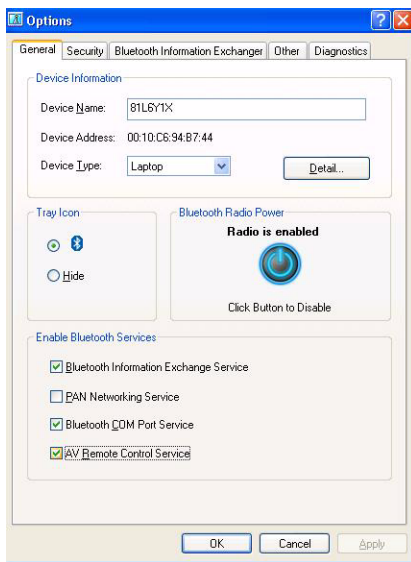 Options
General Security Bluetooth Information Exchanger Other Diagnostics
Device Information
Device Name: 81L6Y1X
Device Address: 00:10:C6:94:B7:44
Device Type: Laptop Detail...
Tray Icon
Hide
Bluetooth Radio Power
Radio is enabled
Click Button to Disable
Enable Bluetooth Services
Bluetooth Information Exchange Service
PAN Networking Service
Bluetooth COM Port Service
AV Remote Control Service
OK Cancel Apply